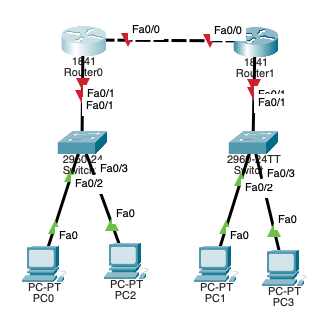 Fa0/0
Fa0/0
1841
Router0
1841
Router1
Fa0/1
Fa0/1
Fa0/1
Fa0/1
2960-24
Switch
Fa0/3
Fa0/2
2960-24TT
Switch
Fa0/3
Fa0/2
Fa0
Fa0
Fa0
Fa0
PC-PT
PC0
PC-PT
PC2
PC-PT
PC1
PC-PT
PC3